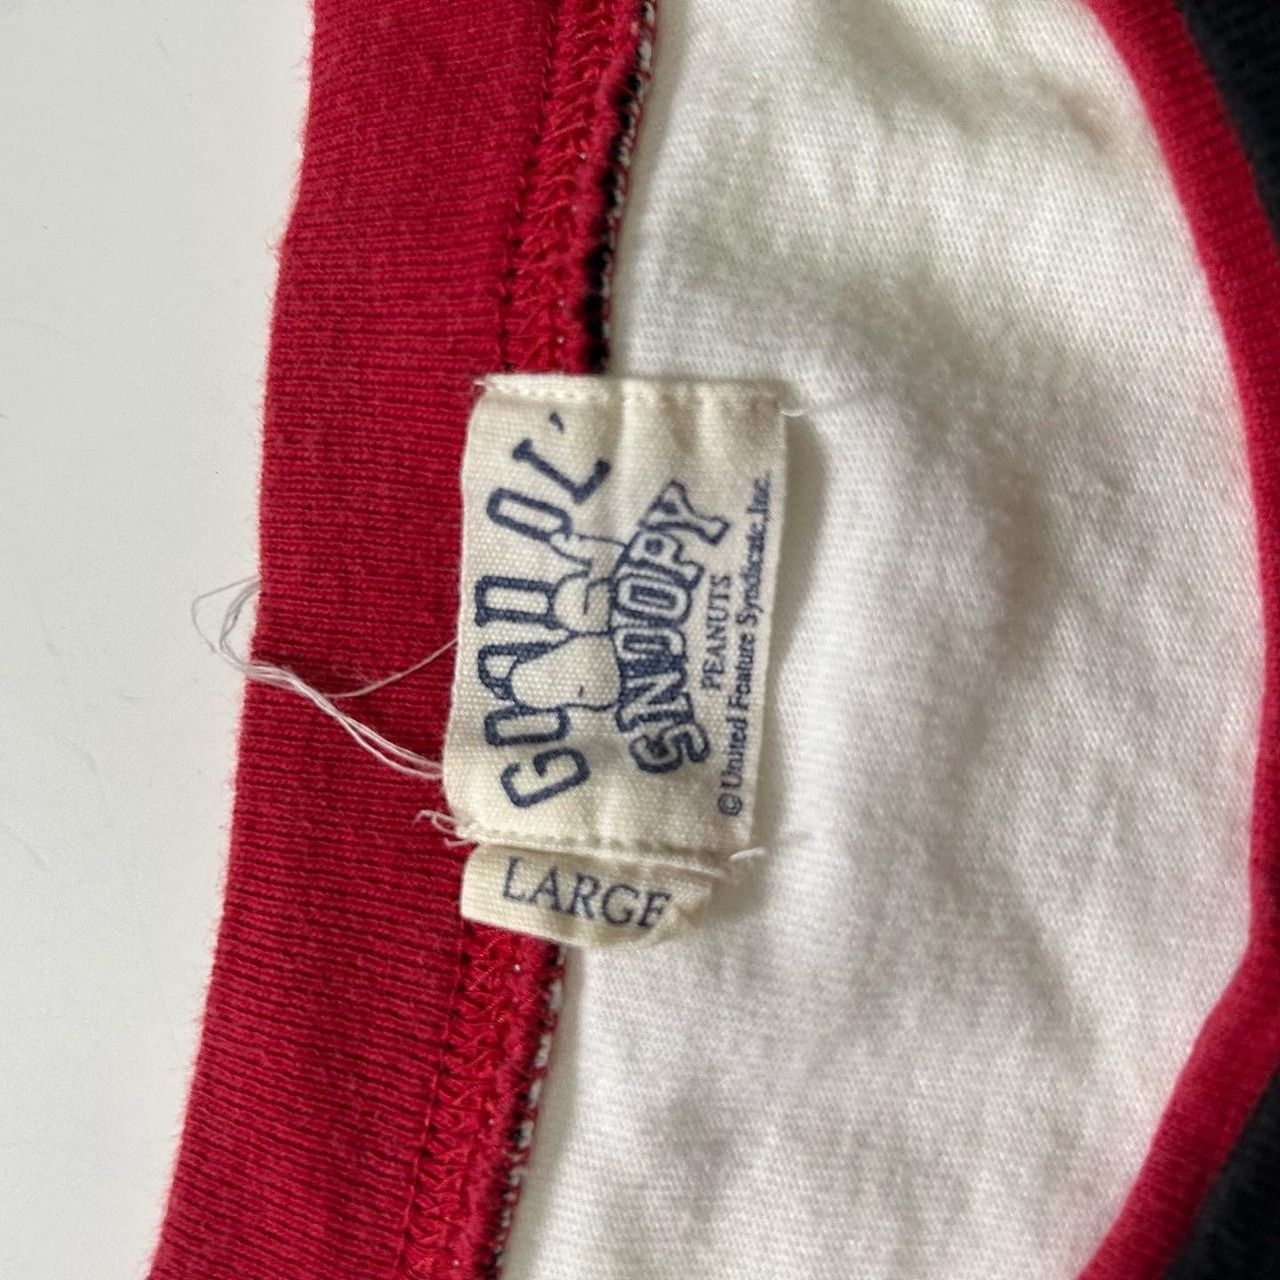 GOOD OL'
SNOOPY
PEANUTS
© United Feature Syndicate, Inc.
LARGE